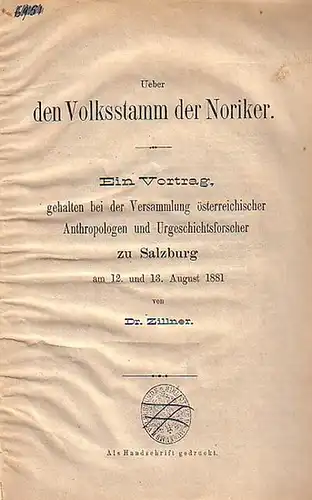 Ueber
den Volksstamm der Noriker.
Ein Vortrag,
gehalten bei der Versammlung österreichischer
Anthropologen und Urgeschichtsforscher
zu Salzburg
am 12. und 13. August 1881
von
Dr. Zillner.
Als Handschrift gedruckt.